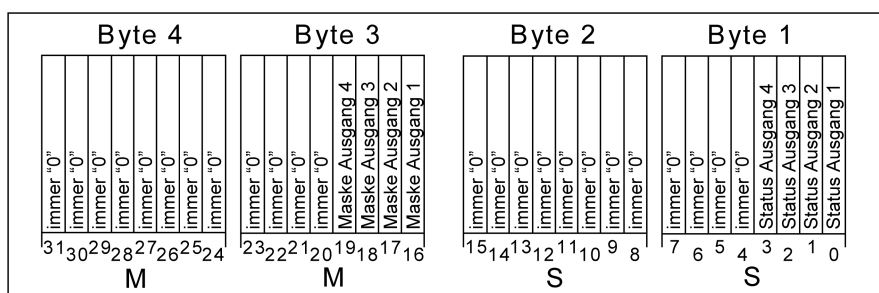 Byte 4 Byte 3 Byte 2 Byte 1
immer “0”
immer “0”
immer “0”
immer “0”
immer “0”
immer “0”
immer “0”
immer “0”
immer “0”
immer “0”
immer “0”
immer “0”
Maske Ausgang 4
Maske Ausgang 3
Maske Ausgang 2
Maske Ausgang 1
immer “0”
immer “0”
immer “0”
immer “0”
immer “0”
immer “0”
immer “0”
immer “0”
immer “0”
immer “0”
immer “0”
immer “0”
Status Ausgang 4
Status Ausgang 3
Status Ausgang 2
Status Ausgang 1
31 30 29 28 27 26 25 24 23 22 21 20 19 18 17 16 15 14 13 12 11 10 9 8 7 6 5 4 3 2 1 0
M M S S